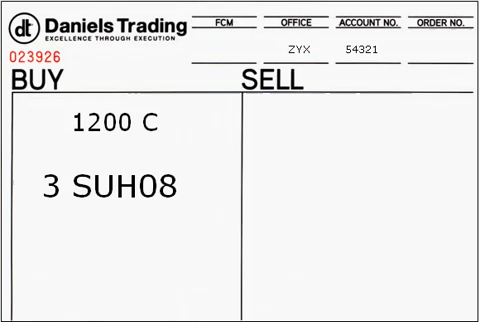 dt Daniels Trading
EXCELLENCE THROUGH EXECUTION
FCM OFFICE ACCOUNT NO. ORDER NO.
ZYX 54321
023926
BUY SELL
1200 C
3 SUH08